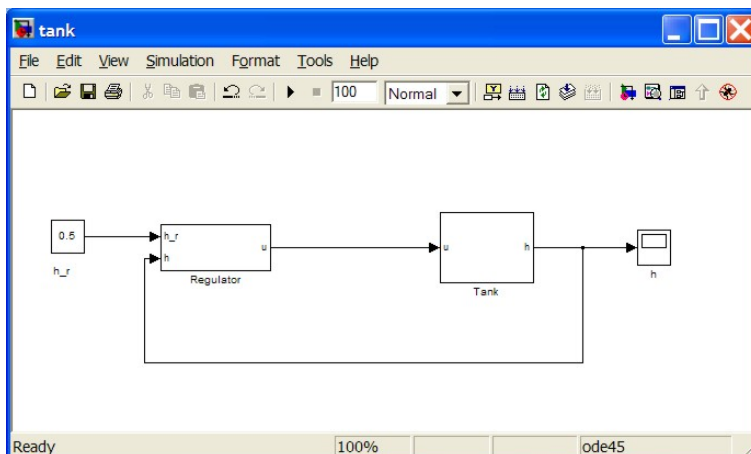 tank
File Edit View Simulation Format Tools Help
100 Normal
0.5
h_r
h_r
h
u
Regulator
u
h
Tank
h
Ready 100% ode45